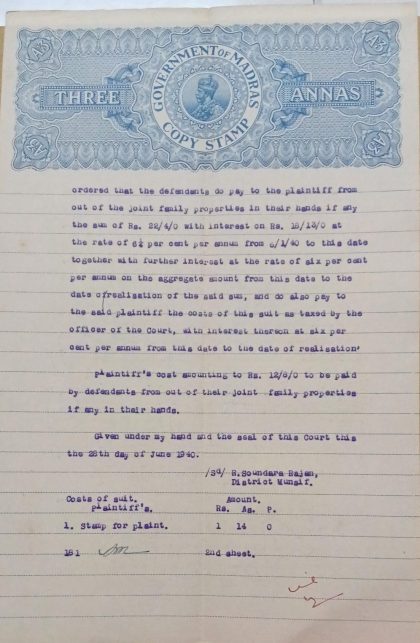 GOVERNMENT OF MADRAS
THREE ANNAS
COPY STAMP
ordered that the defendants do pay to the plaintiff from
out of the joint family properties in their hands if any
the sum of Rs. 22/4/0 with interest on Rs. 18/13/0 at
the rate of 6¼ per cent per annum from 6/1/40 to this date
together with further interest at the rate of six per cent
per annum on the aggregate amount from this date to the
date ofrealisation of the said sum, and do also pay to
the said plaintiff the costs of this suit as taxed by the
officer of the Court, with interest thereon at six per
cent per annum from this date to the date of realisation.
Plaintiff's cost amounting to Rs. 12/8/0 to be paid
by defendants from out of their joint family properties
if any in their hands.
Given under my hand and the seal of this Court this
the 28th day of June 1940.
/Sd/ R.Soundara Rajan,
District Munsif.
Costs of suit. Amount.
Plaintiff's. Rs. As. P.
1. Stamp for plaint. 1 14 0
181 2nd sheet.